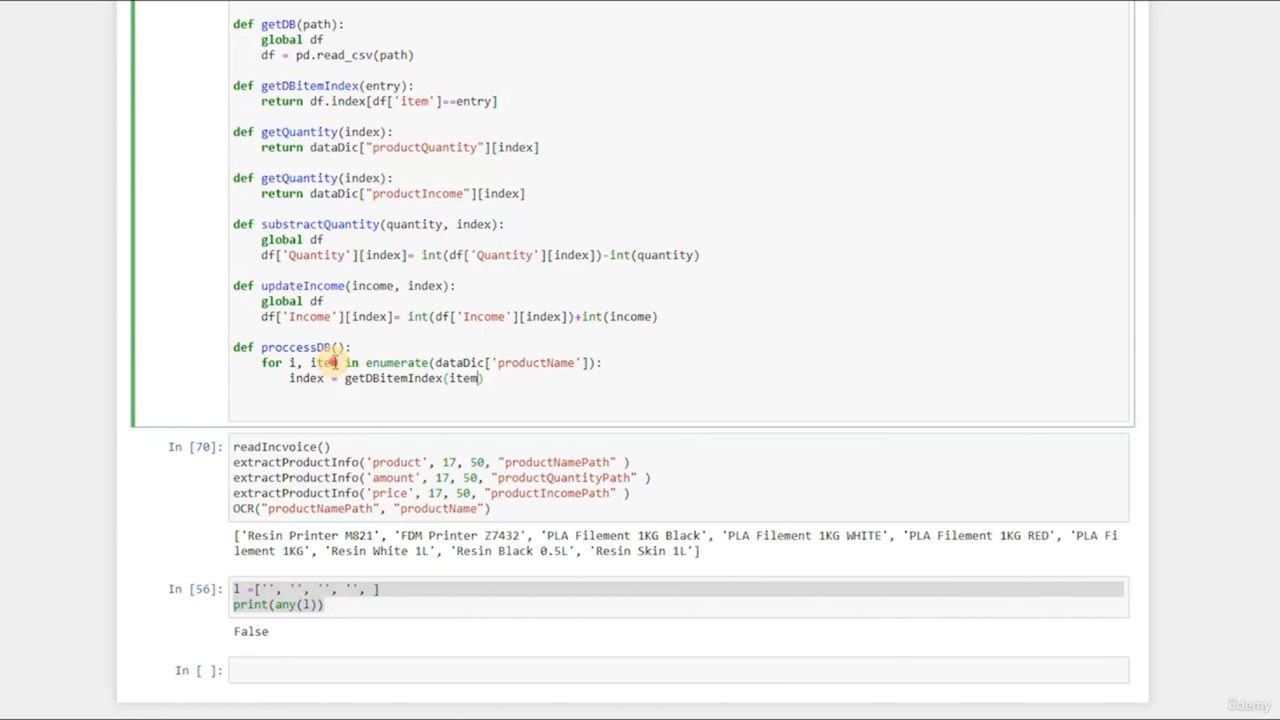 def getDB(path):
global df
df = pd.read_csv(path)
def getDBitemIndex(entry):
return df.index[df['item']==entry]
def getQuantity(index):
return dataDic["productQuantity"][index]
def getQuantity(index):
return dataDic["productIncome"][index]
def substractQuantity(quantity, index):
global df
df['Quantity'][index]= int(df['Quantity'][index])-int(quantity)
def updateIncome(income, index):
global df
df['Income'][index]= int(df['Income'][index])+int(income)
def proccessDB():
for i, item in enumerate(dataDic['productName']):
index = getDBitemIndex(item)
In [70]:
readIncvoice()
extractProductInfo('product', 17, 50, "productNamePath" )
extractProductInfo('amount', 17, 50, "productQuantityPath" )
extractProductInfo('price', 17, 50, "productIncomePath" )
OCR("productNamePath", "productName")
['Resin Printer M821', 'FDM Printer Z7432', 'PLA Filement 1KG Black', 'PLA Filement 1KG WHITE', 'PLA Filement 1KG RED', 'PLA Fi
lement 1KG', 'Resin White 1L', 'Resin Black 0.5L', 'Resin Skin 1L']
In [56]:
l =['', '', '', '', ]
print(any(l))
False
In [ ]:
ûdemy